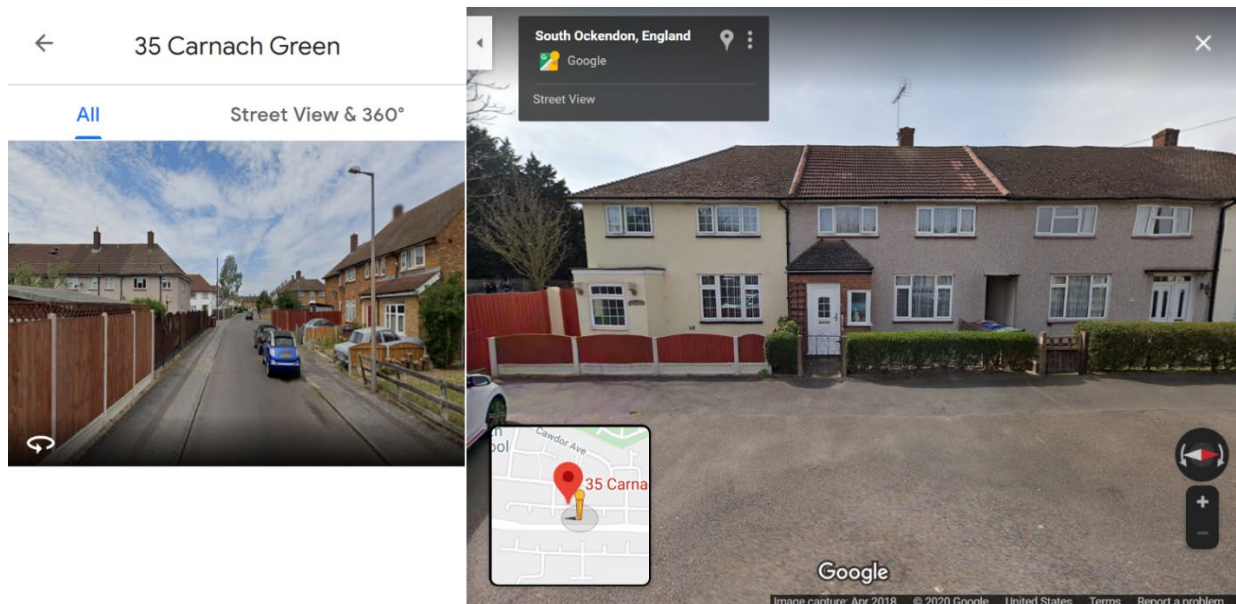 35 Carnach Green
All
Street View & 360°
South Ockendon, England
Google
Street View
Cawdor Ave
ool
35 Carna
Google
Image capture: Apr 2018 © 2020 Google United States Terms Report a problem